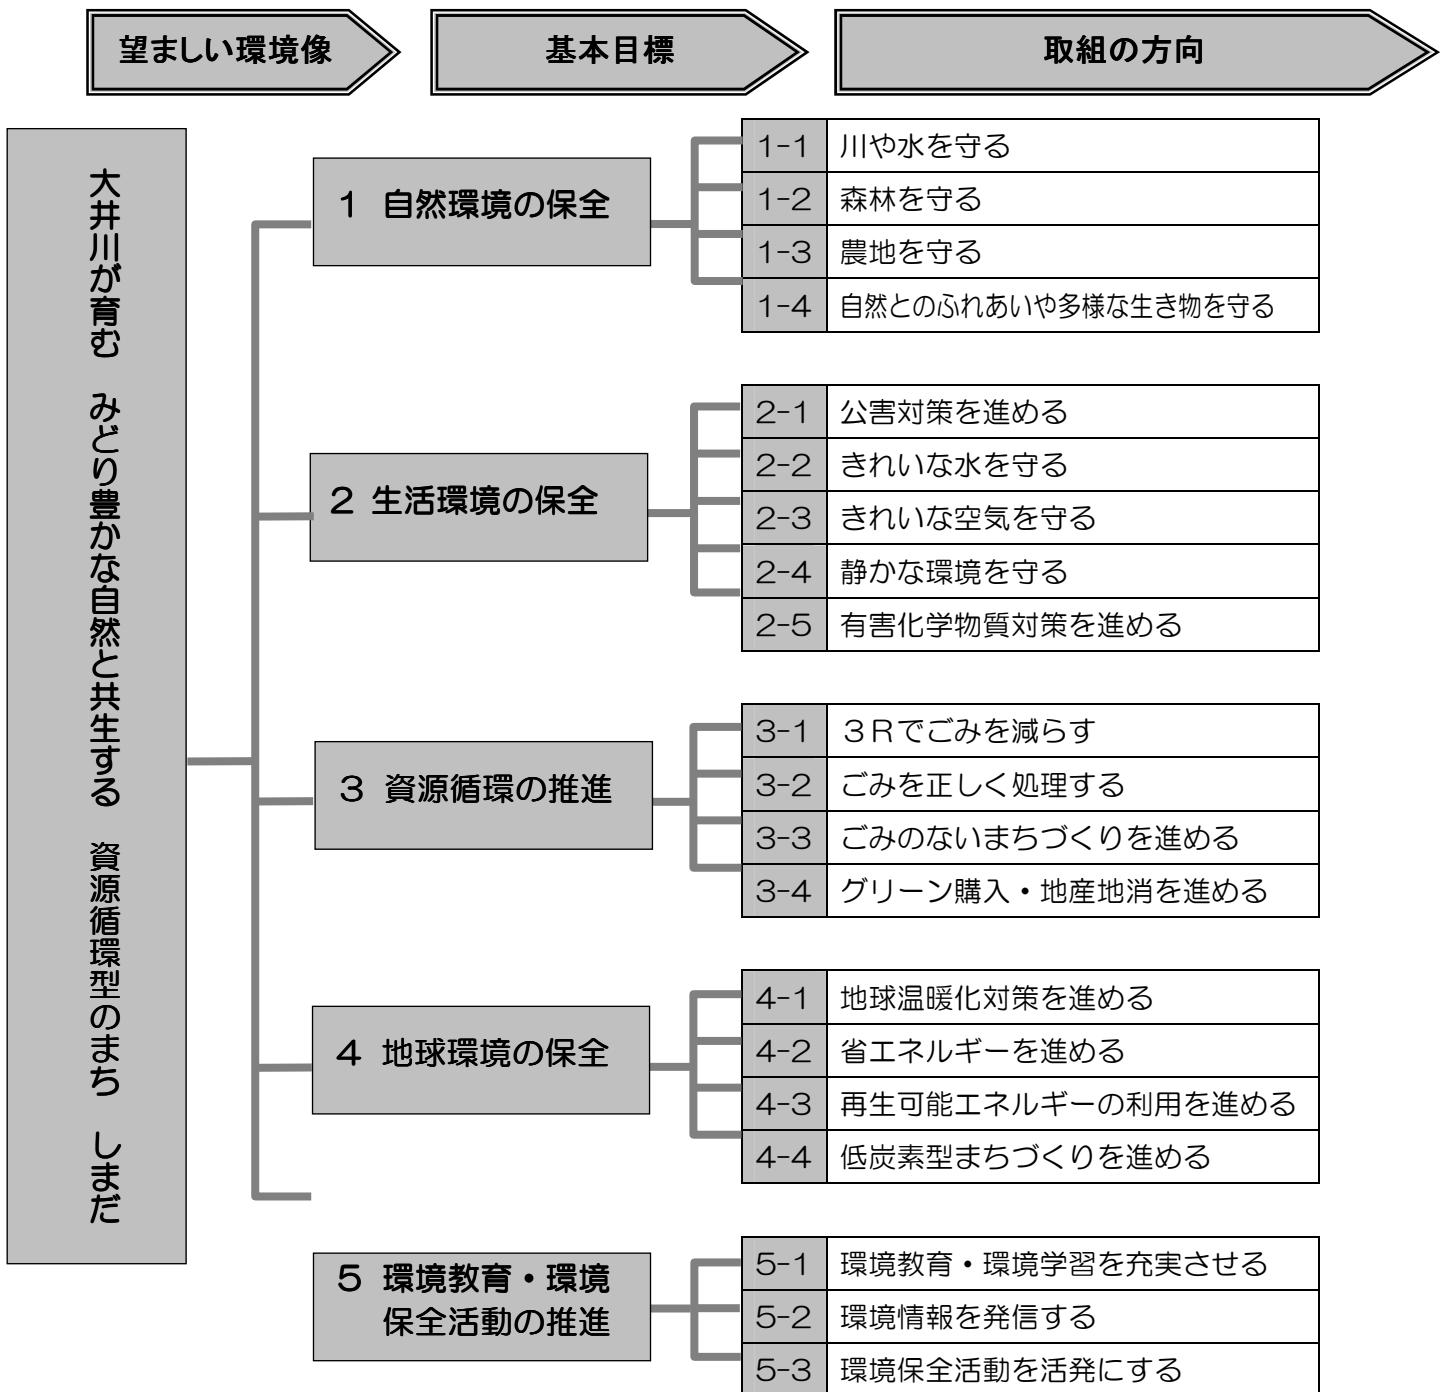 望ましい環境像
基本目標
取組の方向
大井川が育む　みどり豊かな自然と共生する　資源循環型のまち　しまだ
1 自然環境の保全
1-1 川や水を守る
1-2 森林を守る
1-3 農地を守る
1-4 自然とのふれあいや多様な生き物を守る
2 生活環境の保全
2-1 公害対策を進める
2-2 きれいな水を守る
2-3 きれいな空気を守る
2-4 静かな環境を守る
2-5 有害化学物質対策を進める
3 資源循環の推進
3-1 3Rでごみを減らす
3-2 ごみを正しく処理する
3-3 ごみのないまちづくりを進める
3-4 グリーン購入・地産地消を進める
4 地球環境の保全
4-1 地球温暖化対策を進める
4-2 省エネルギーを進める
4-3 再生可能エネルギーの利用を進める
4-4 低炭素型まちづくりを進める
5 環境教育・環境
保全活動の推進
5-1 環境教育・環境学習を充実させる
5-2 環境情報を発信する
5-3 環境保全活動を活発にする